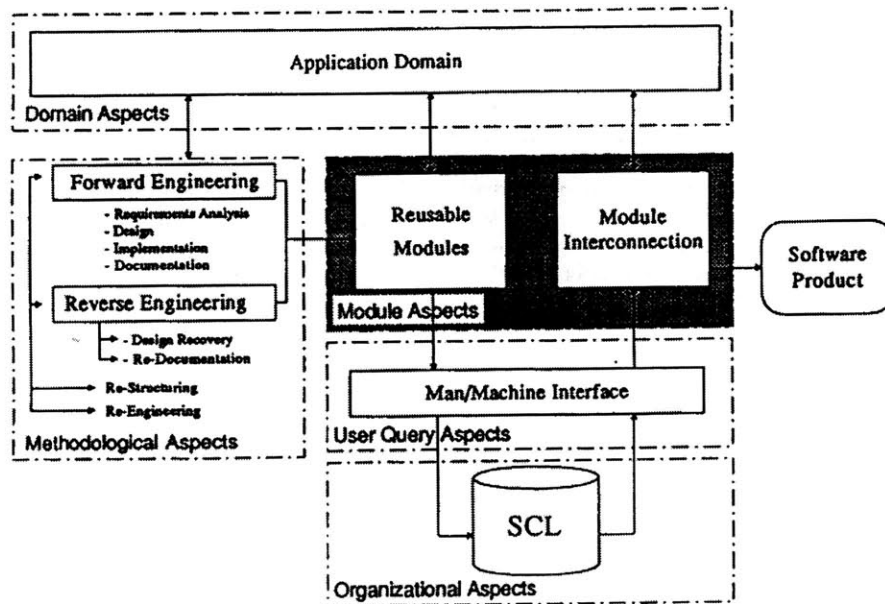 Application Domain
Domain Aspects
Forward Engineering
- Requirements Analysis
- Design
- Implementation
- Documentation
Reverse Engineering
- Design Recovery
- Re-Documentation
Re-Structuring
Re-Engineering
Methodological Aspects
Reusable
Modules
Module
Interconnection
Module Aspects
Software
Product
Man/Machine Interface
User Query Aspects
SCL
Organizational Aspects